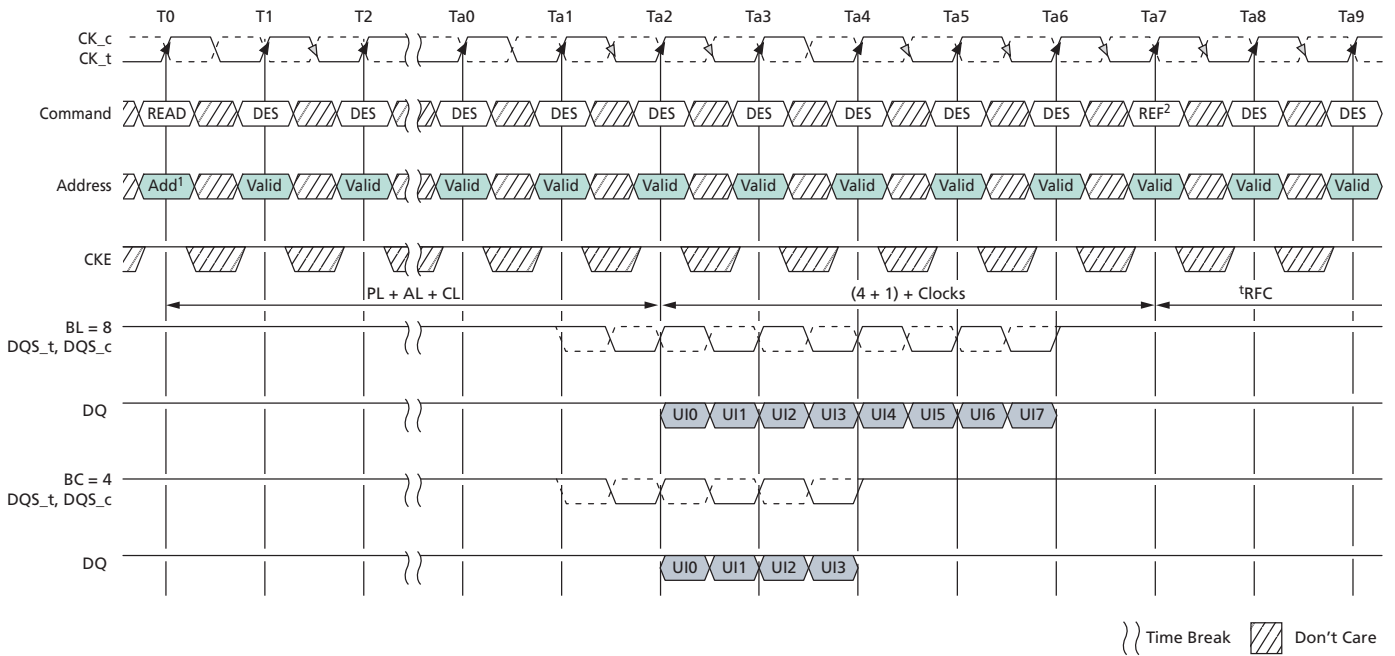 T0 T1 T2 Ta0 Ta1 Ta2 Ta3 Ta4 Ta5 Ta6 Ta7 Ta8 Ta9
CK_c
CK_t
Command READ DES DES DES DES DES DES DES DES DES REF2 DES DES
Address Add1 Valid Valid Valid Valid Valid Valid Valid Valid Valid Valid Valid Valid
CKE
PL + AL + CL (4 + 1) + Clocks tRFC
BL = 8
DQS_t, DQS_c
DQ UI0 UI1 UI2 UI3 UI4 UI5 UI6 UI7
BC = 4
DQS_t, DQS_c
DQ UI0 UI1 UI2 UI3
Time Break Don't Care